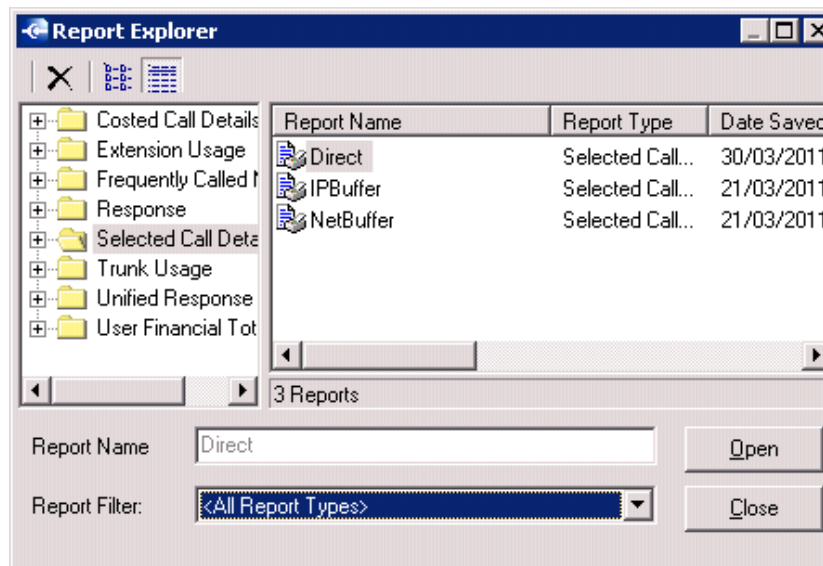 Report Explorer
Costed Call Details
Extension Usage
Frequently Called
Response
Selected Call Deta
Trunk Usage
Unified Response
User Financial Tot
Report Name Report Type Date Saved
Direct Selected Call... 30/03/2011
IPBuffer Selected Call... 21/03/2011
NetBuffer Selected Call... 21/03/2011
3 Reports
Report Name Direct Open
Report Filter: <All Report Types> Close